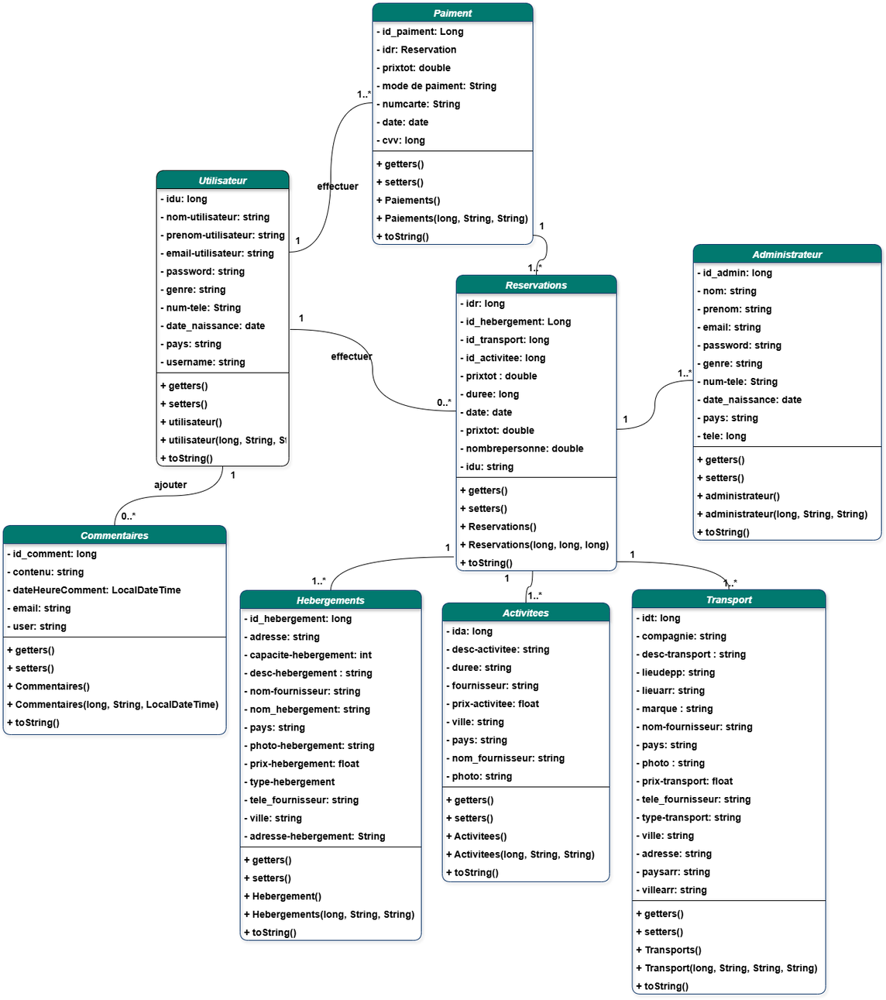 Paiment
- id_paiment: Long
- idr: Reservation
- prixtot: double
- mode de paiment: String
- numcarte: String
- date: date
- cvv: long
+ getters()
+ setters()
+ Paiements()
+ Paiements(long, String, String)
+ toString()
1..*
effectuer
1
Utilisateur
- idu: long
- nom-utilisateur: string
- prenom-utilisateur: string
- email-utilisateur: string
- password: string
- genre: string
- num-tele: String
- date_naissance: date
- pays: string
- username: string
+ getters()
+ setters()
+ utilisateur()
+ utilisateur(long, String, St
+ toString()
1
1..*
1
effectuer
0..*
Reservations
- idr: long
- id_hebergement: Long
- id_transport: long
- id_activitee: long
- prixtot : double
- duree: long
- date: date
- prixtot: double
- nombrepersonne: double
- idu: string
+ getters()
+ setters()
+ Reservations()
+ Reservations(long, long, long)
+ toString()
1..*
1
Administrateur
- id_admin: long
- nom: string
- prenom: string
- email: string
- password: string
- genre: string
- num-tele: String
- date_naissance: date
- pays: string
- tele: long
+ getters()
+ setters()
+ administrateur()
+ administrateur(long, String, String)
+ toString()
1
ajouter
0..*
Commentaires
- id_comment: long
- contenu: string
- dateHeureComment: LocalDateTime
- email: string
- user: string
+ getters()
+ setters()
+ Commentaires()
+ Commentaires(long, String, LocalDateTime)
+ toString()
1
1..*
Hebergements
- id_hebergement: long
- adresse: string
- capacite-hebergement: int
- desc-hebergement : string
- nom-fournisseur: string
- nom_hebergement: string
- pays: string
- photo-hebergement: string
- prix-hebergement: float
- type-hebergement
- tele_fournisseur: string
- ville: string
- adresse-hebergement: String
+ getters()
+ setters()
+ Hebergement()
+ Hebergements(long, String, String)
+ toString()
1
1..*
Activitees
- ida: long
- desc-activitee: string
- duree: string
- fournisseur: string
- prix-activitee: float
- ville: string
- pays: string
- nom_fournisseur: string
- photo: string
+ getters()
+ setters()
+ Activitees()
+ Activitees(long, String, String)
+ toString()
1
1..*
Transport
- idt: long
- compagnie: string
- desc-transport : string
- lieudepp: string
- lieuarr: string
- marque : string
- nom-fournisseur: string
- pays: string
- photo : string
- prix-transport: float
- tele_fournisseur: string
- type-transport: string
- ville: string
- adresse: string
- paysarr: string
- villearr: string
+ getters()
+ setters()
+ Transports()
+ Transport(long, String, String, String)
+ toString()